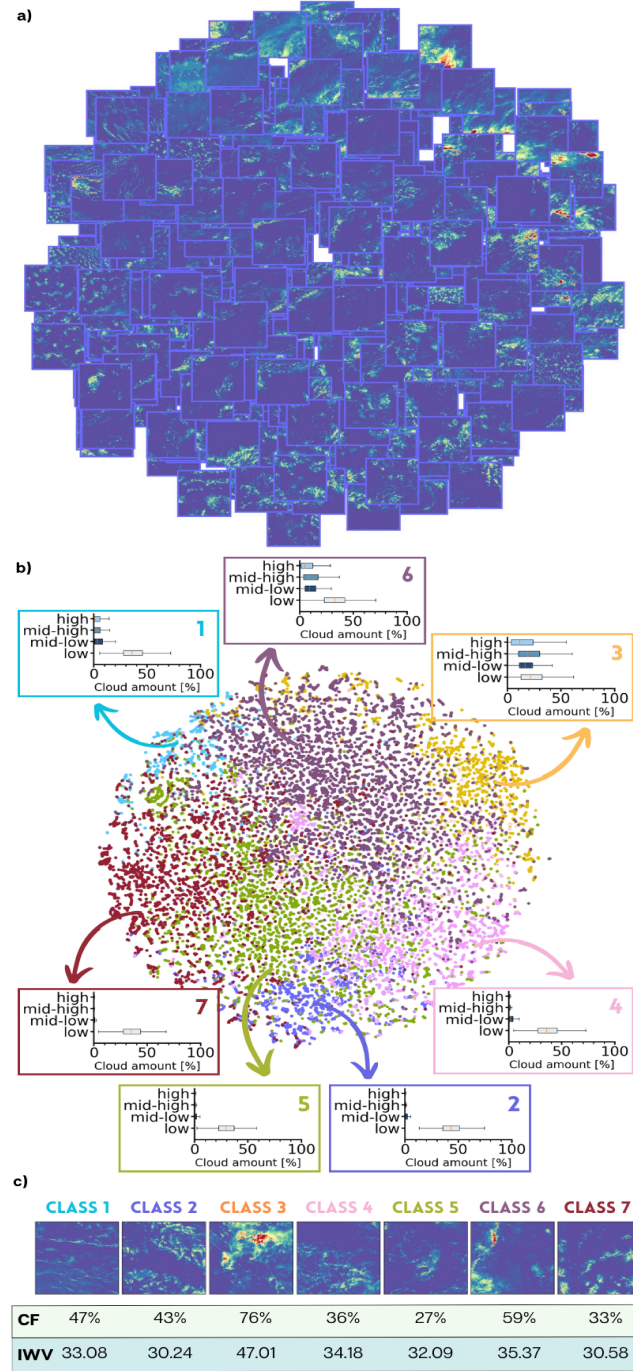 a)
b)
6
high
mid-high
mid-low
low
0 50 100
Cloud amount [%]
1
high
mid-high
mid-low
low
0 50 100
Cloud amount [%]
3
high
mid-high
mid-low
low
0 50 100
Cloud amount [%]
7
high
mid-high
mid-low
low
0 50 100
Cloud amount [%]
4
high
mid-high
mid-low
low
0 50 100
Cloud amount [%]
5
high
mid-high
mid-low
low
0 50 100
Cloud amount [%]
2
high
mid-high
mid-low
low
0 50 100
Cloud amount [%]
c)
CLASS 1 CLASS 2 CLASS 3 CLASS 4 CLASS 5 CLASS 6 CLASS 7
CF 47% 43% 76% 36% 27% 59% 33%
IWV 33.08 30.24 47.01 34.18 32.09 35.37 30.58